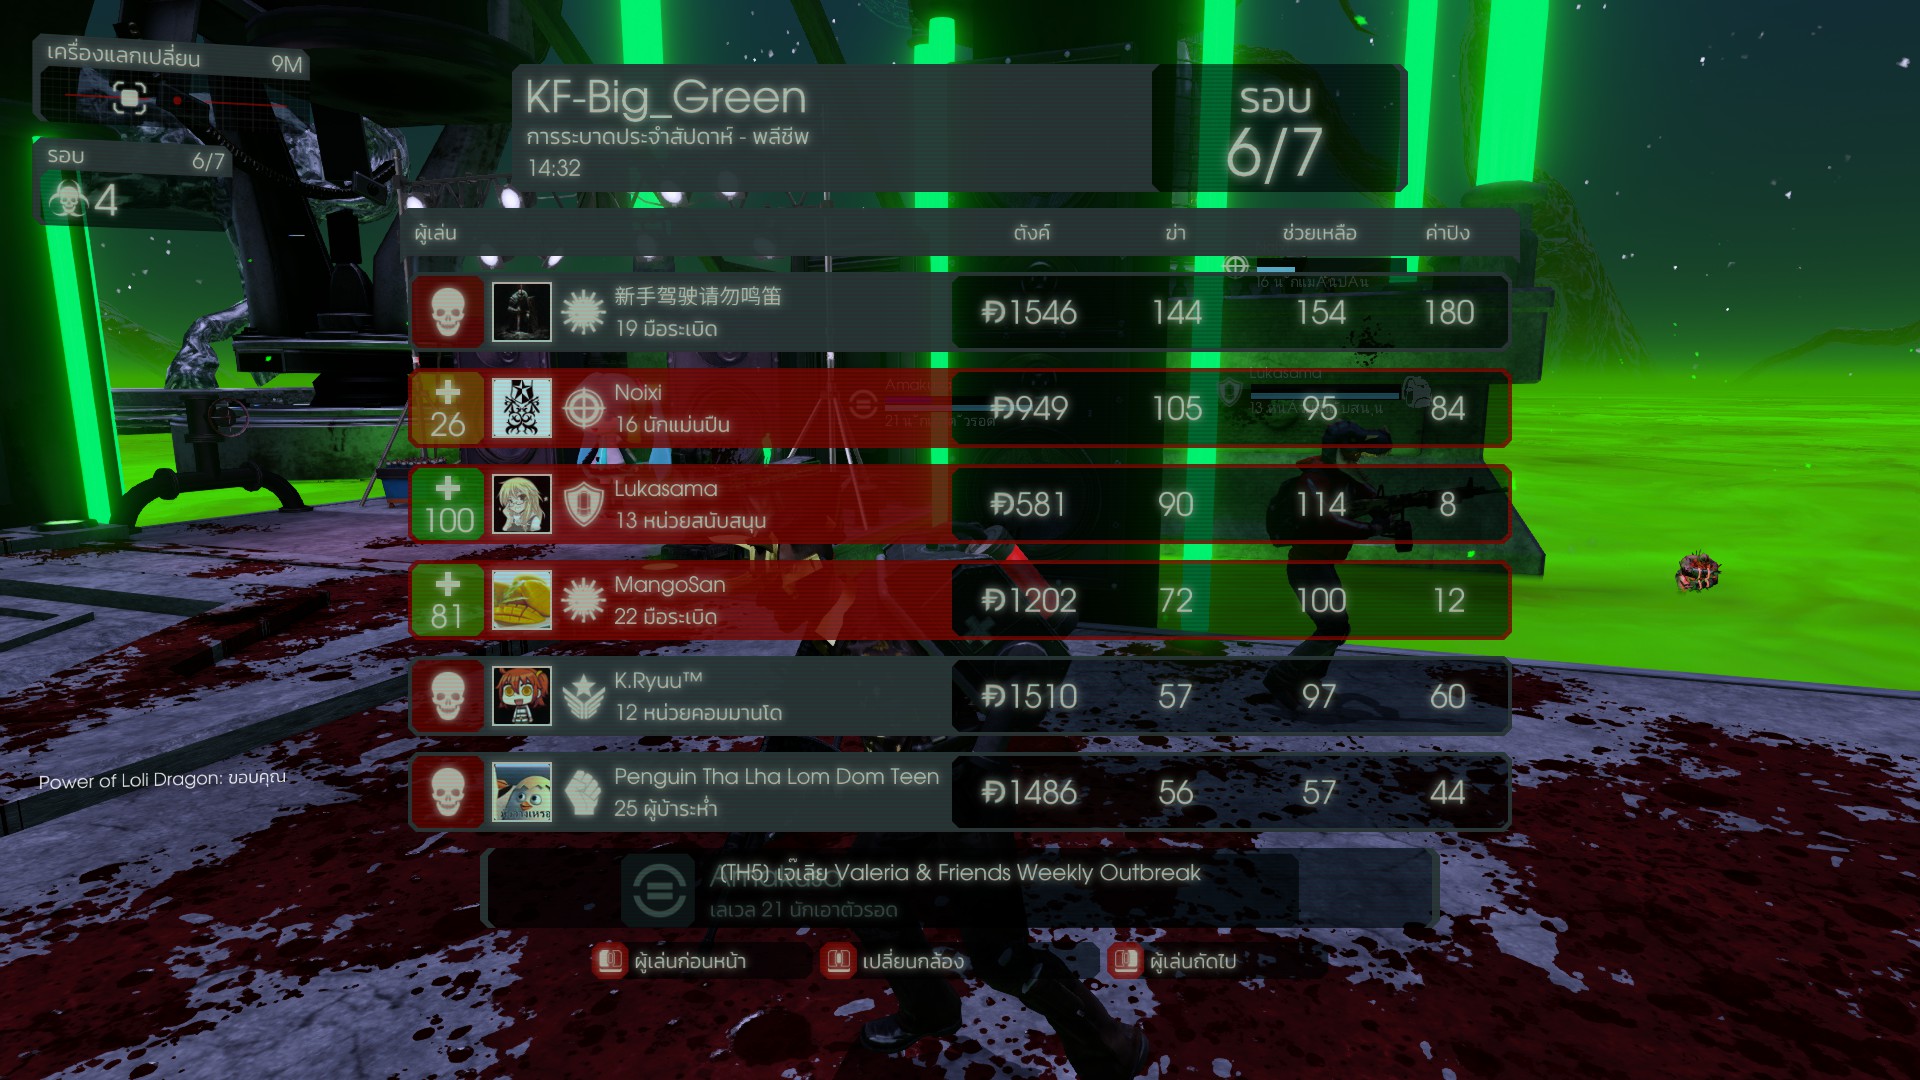 เครื่องแลกเปลี่ยน 9M
รอบ 6/7
4
KF-Big_Green
การระบาดประจำสัปดาห์ - พลีชีพ
14:32
รอบ
6/7
ผู้เล่น ตังค์ ฆ่า ช่วยเหลือ ค่าปิง
新手驾驶请勿鸣笛
19 มือระเบิด
1546 144 154 180
26
Noixi
16 นักแม่นปืน
949 105 95 84
100
Lukasama
13 หน่วยสนับสนุน
581 90 114 8
81
MangoSan
22 มือระเบิด
1202 72 100 12
K.Ryuu™
12 หน่วยคอมมานโด
1510 57 97 60
Penguin Tha Lha Lom Dom Teen
25 ผู้บ้าระห่ำ
1486 56 57 44
Lukasama
Power of Loli Dragon: ขอบคุณ
(TH5) เจ๊เลีย Valeria & Friends Weekly Outbreak
Amakusa
เลเวล 21 นักเอาตัวรอด
ผู้เล่นก่อนหน้า
เปลี่ยนกล้อง
ผู้เล่นถัดไป